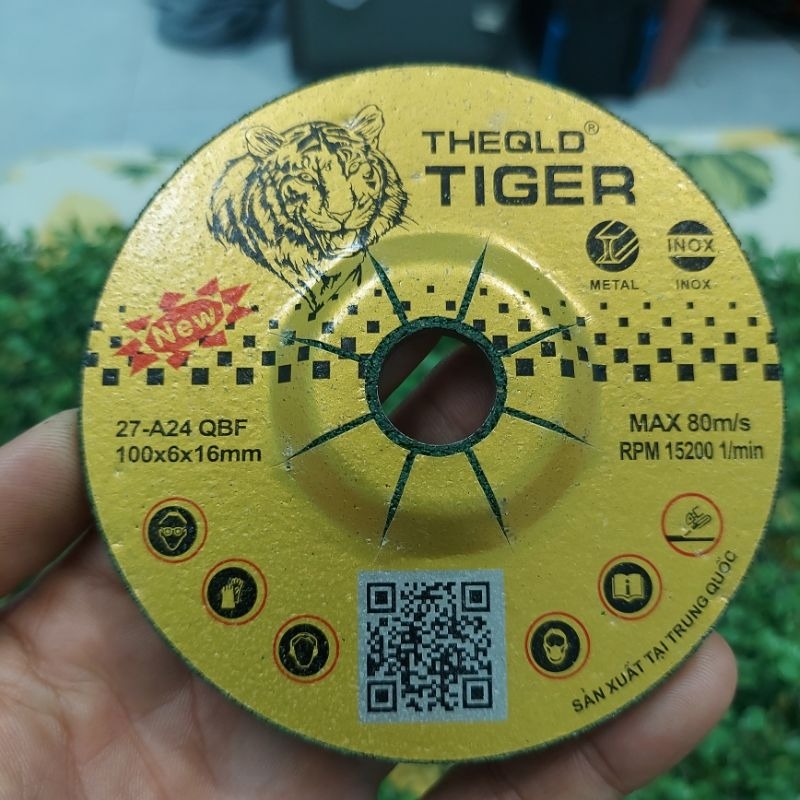 THEQLD®
TIGER
INOX
METAL
INOX
New
27-A24 QBF
100x6x16mm
MAX 80m/s
RPM 15200 1/min
SẢN XUẤT TẠI TRUNG QUỐC